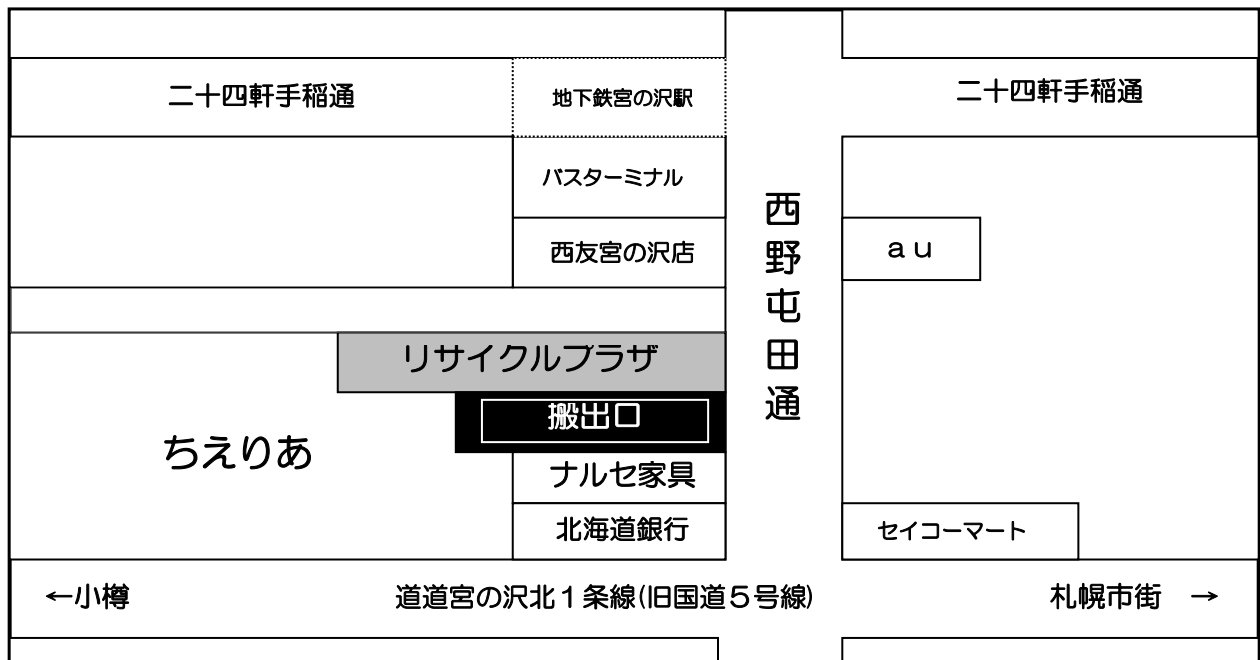 二十四軒手稲通
地下鉄宮の沢駅
二十四軒手稲通
バスターミナル
西友宮の沢店
西野屯田通
ａｕ
リサイクルプラザ
搬出口
ちえりあ
ナルセ家具
北海道銀行
セイコーマート
←小樽
道道宮の沢北１条線(旧国道５号線)
札幌市街　→